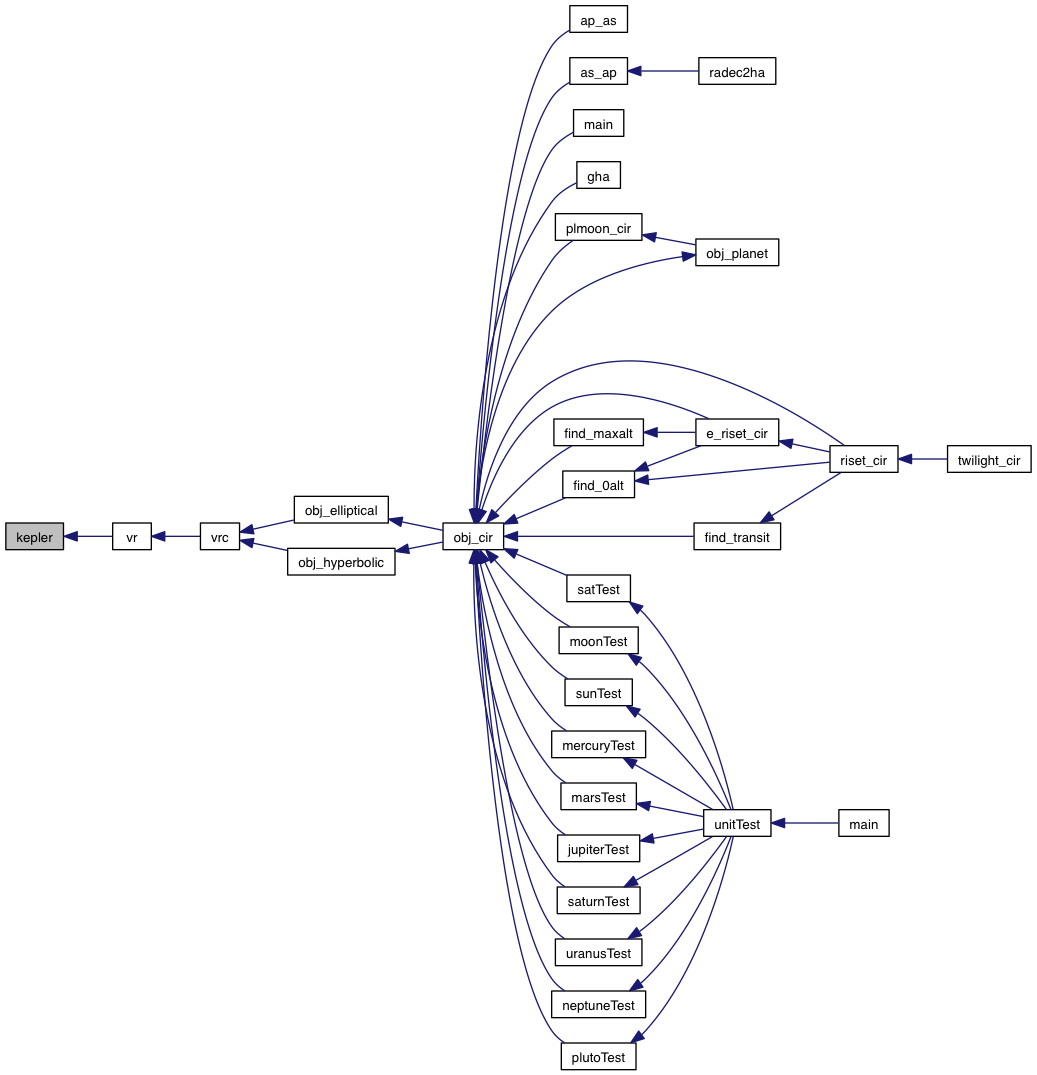 ap_as
as_ap
radec2ha
main
gha
plmoon_cir
obj_planet
find_maxalt
e_riset_cir
riset_cir
twilight_cir
find_0alt
obj_elliptical
kepler
vr
vrc
obj_cir
find_transit
obj_hyperbolic
satTest
moonTest
sunTest
mercuryTest
marsTest
unitTest
main
jupiterTest
saturnTest
uranusTest
neptuneTest
plutoTest